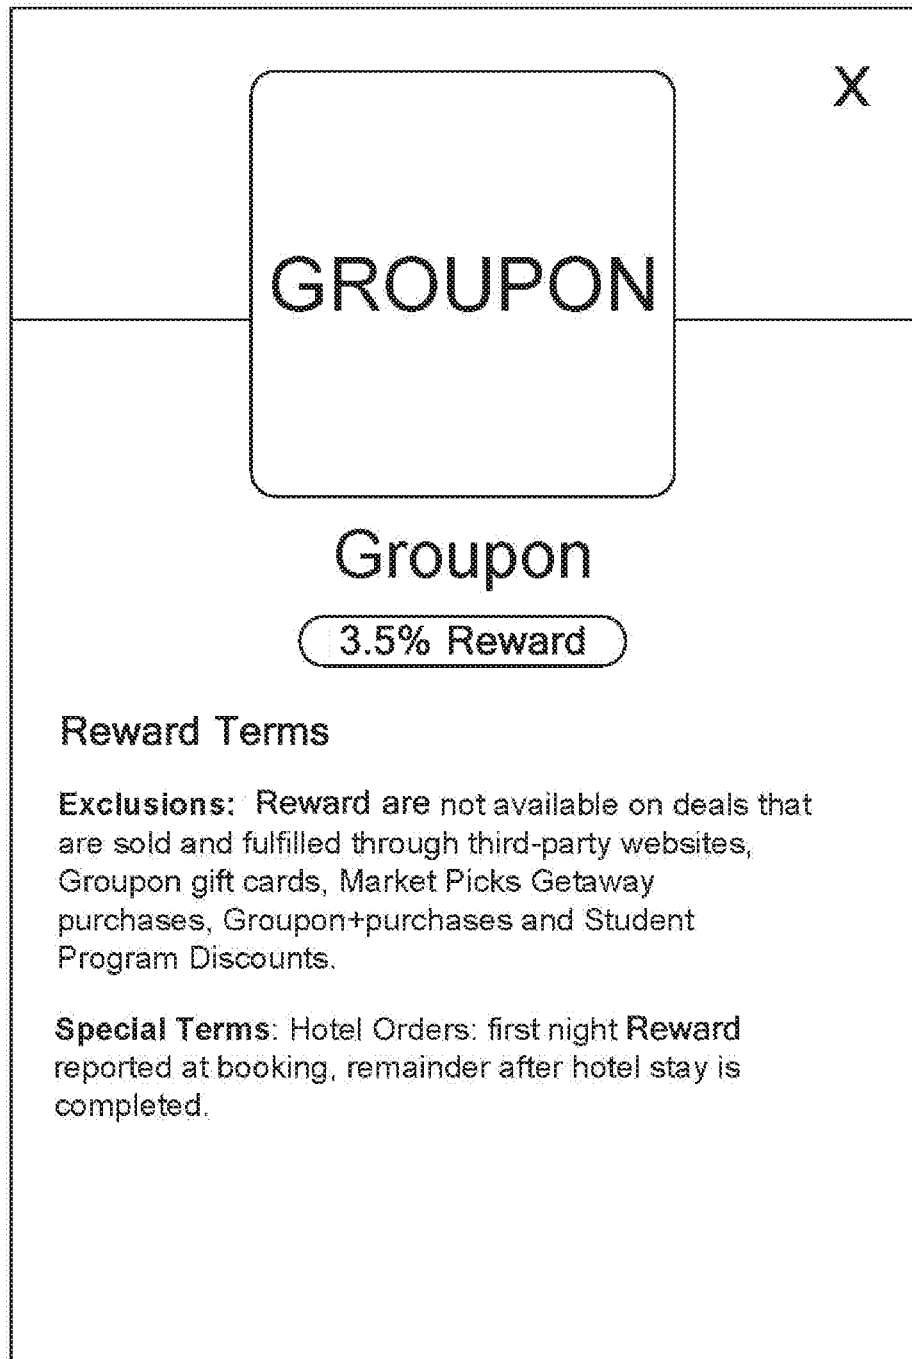 X
GROUPON
Groupon
3.5% Reward
Reward Terms
Exclusions: Reward are not available on deals that
are sold and fulfilled through third-party websites,
Groupon gift cards, Market Picks Getaway
purchases, Groupon+purchases and Student
Program Discounts.
Special Terms: Hotel Orders: first night Reward
reported at booking, remainder after hotel stay is
completed.